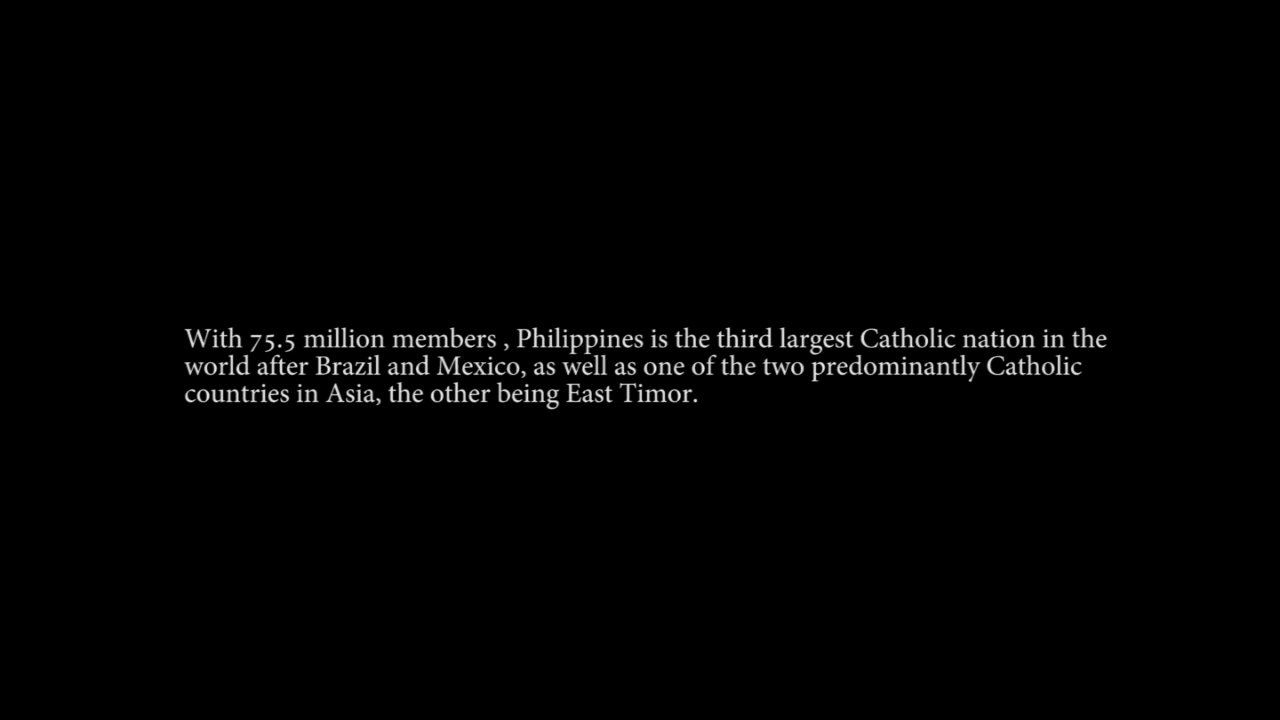 With 75.5 million members , Philippines is the third largest Catholic nation in the
world after Brazil and Mexico, as well as one of the two predominantly Catholic
countries in Asia, the other being East Timor.